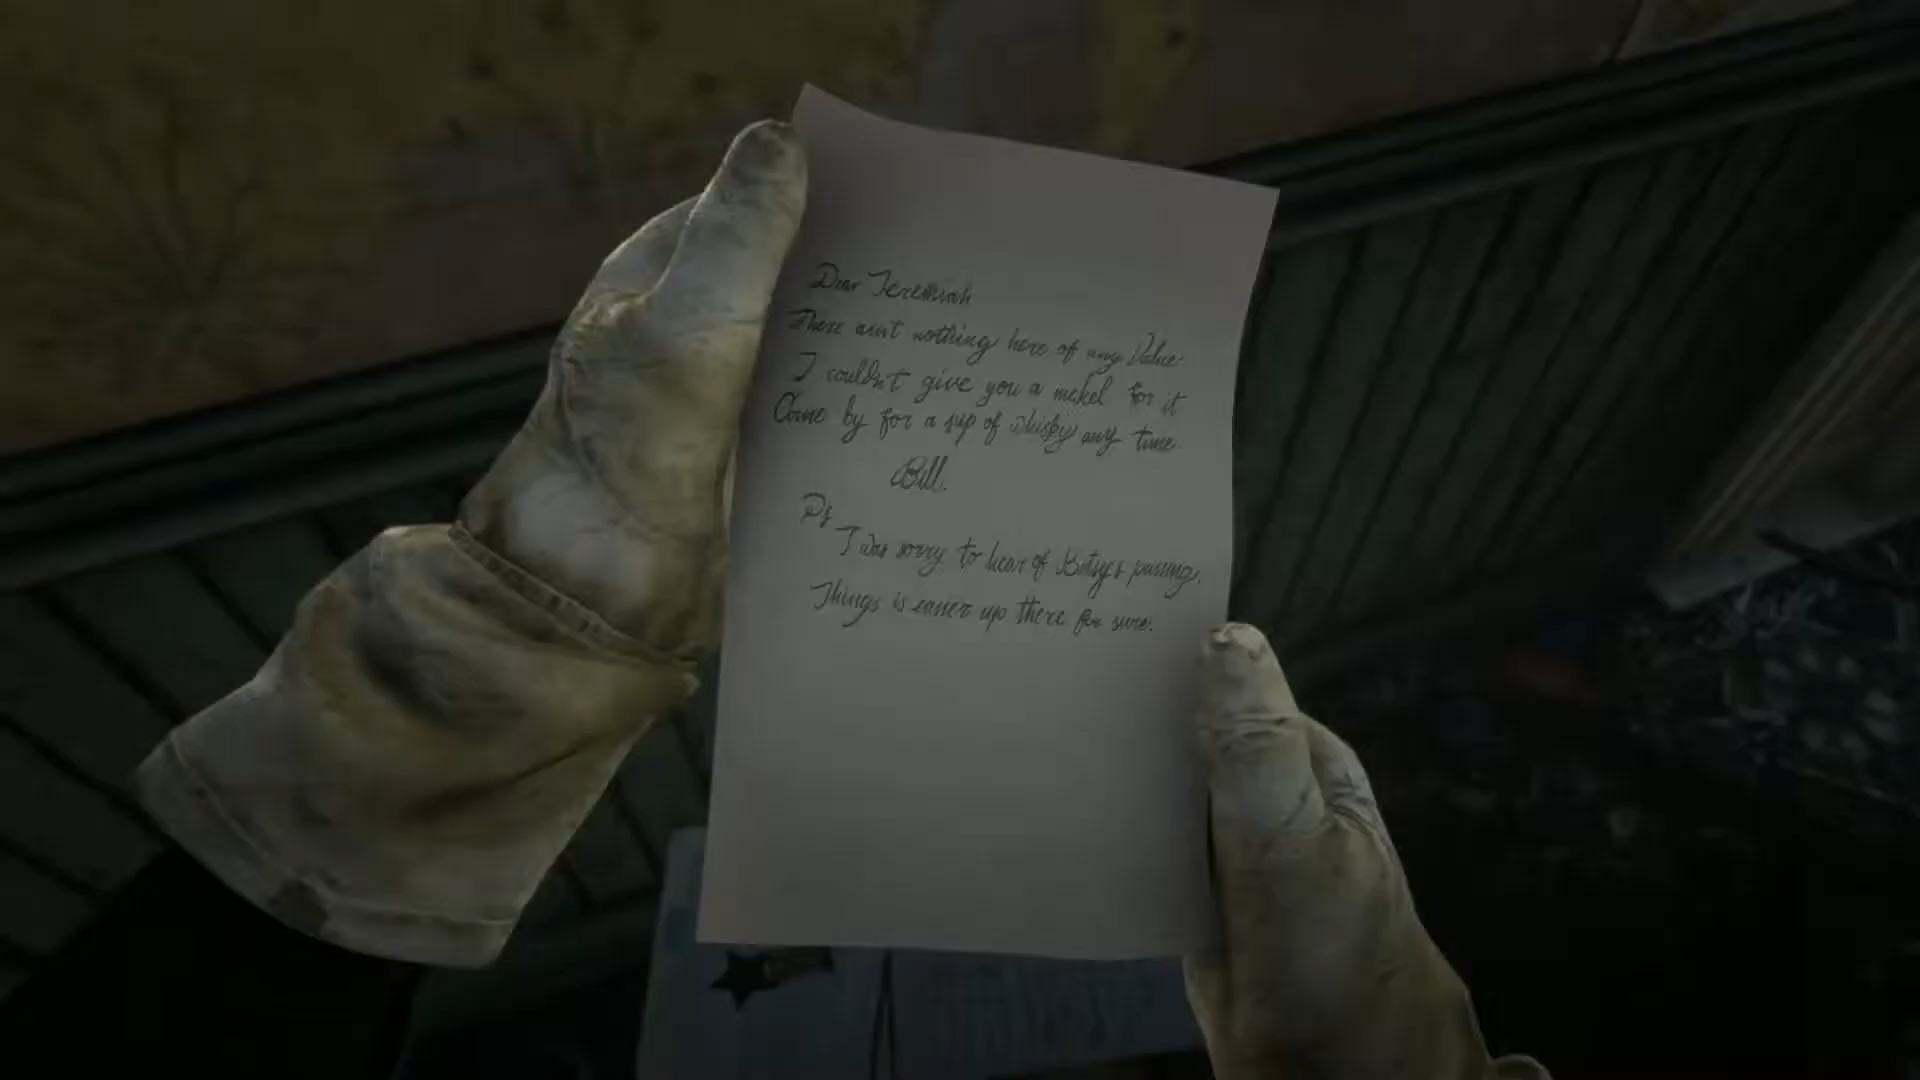 Dear Jeremiah
There ain't nothing here of any Value
I couldn't give you a nickel for it
Come by for a sip of whisky any time
Bill.
Ps
I was sorry to hear of Betsy's passing,
Things is easier up there for sure.